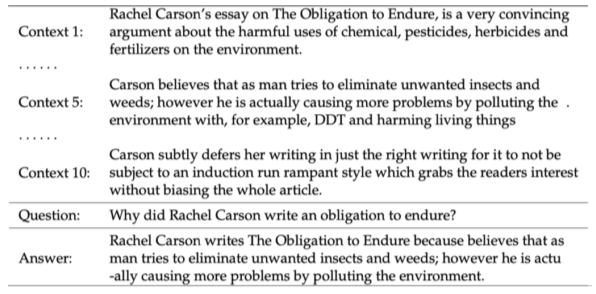 Context 1: Rachel Carson's essay on The Obligation to Endure, is a very convincing
argument about the harmful uses of chemical, pesticides, herbicides and
fertilizers on the environment.
......
Context 5: Carson believes that as man tries to eliminate unwanted insects and
weeds; however he is actually causing more problems by polluting the .
environment with, for example, DDT and harming living things
......
Context 10: Carson subtly defers her writing in just the right writing for it to not be
subject to an induction run rampant style which grabs the readers interest
without biasing the whole article.
Question: Why did Rachel Carson write an obligation to endure?
Answer: Rachel Carson writes The Obligation to Endure because believes that as
man tries to eliminate unwanted insects and weeds; however he is actu
-ally causing more problems by polluting the environment.